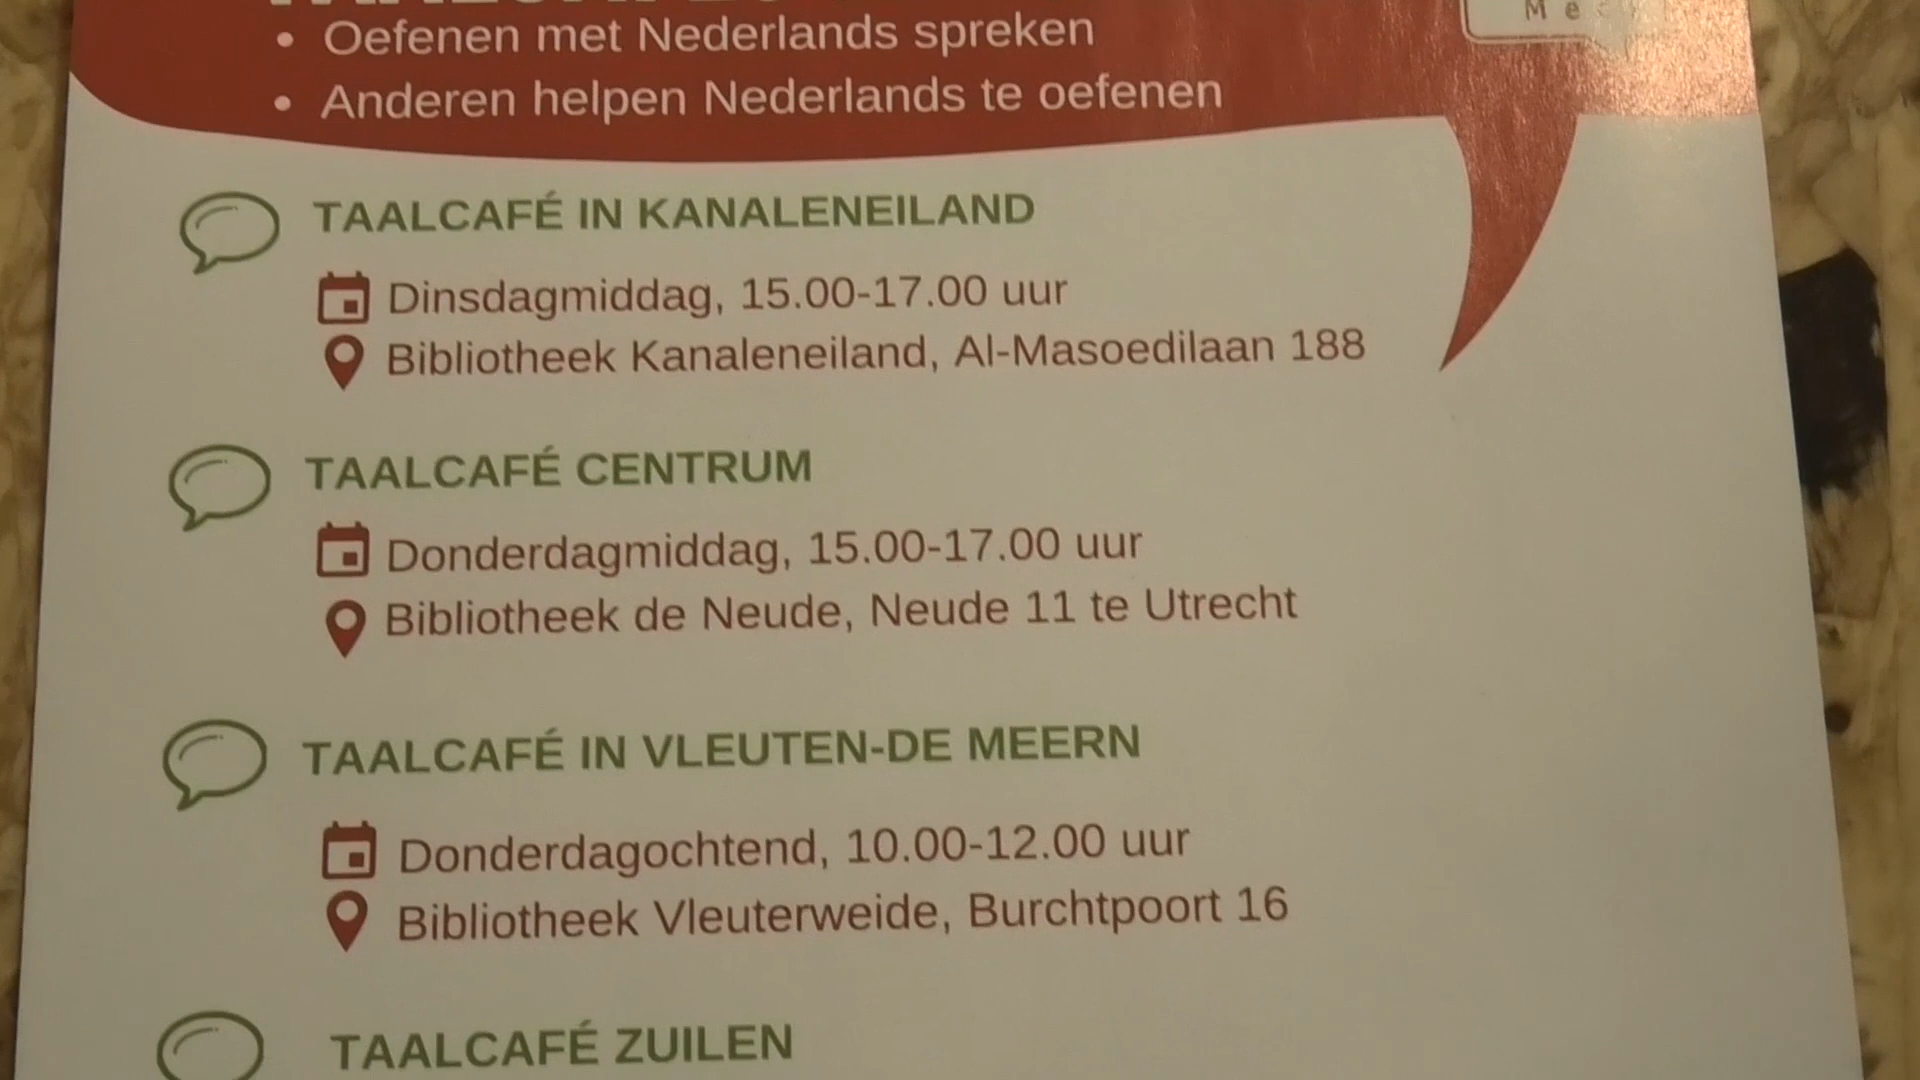 Oefenen met Nederlands spreken
Anderen helpen Nederlands te oefenen
TAALCAFÉ IN KANALENEILAND
Dinsdagmiddag, 15.00-17.00 uur
Bibliotheek Kanaleneiland, Al-Masoedilaan 188
TAALCAFÉ CENTRUM
Donderdagmiddag, 15.00-17.00 uur
Bibliotheek de Neude, Neude 11 te Utrecht
TAALCAFÉ IN VLEUTEN-DE MEERN
Donderdagochtend, 10.00-12.00 uur
Bibliotheek Vleuterweide, Burchtpoort 16
TAALCAFÉ ZUILEN